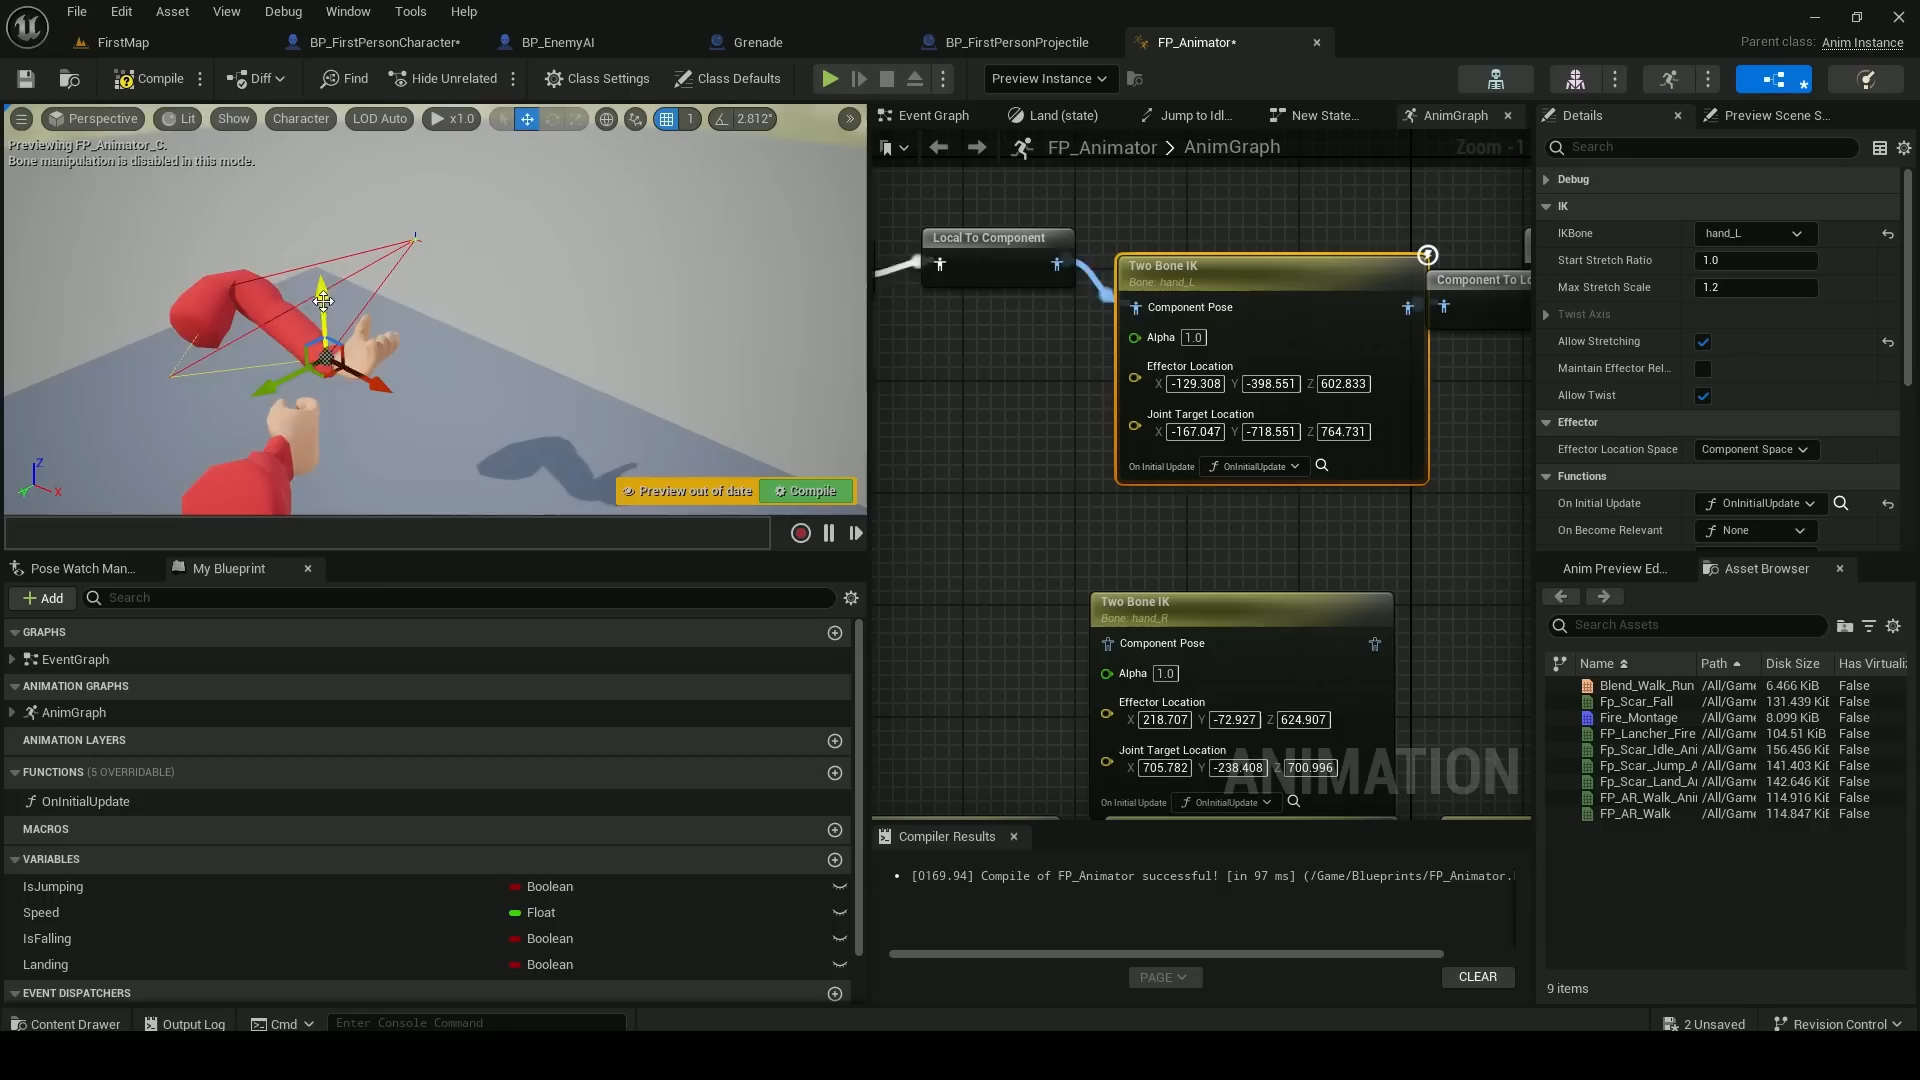 File Edit Asset View Debug Window Tools Help
FirstMap BP_FirstPersonCharacter* BP_EnemyAI Grenade BP_FirstPersonProjectile FP_Animator* Parent class: Anim Instance
Compile Diff Find Hide Unrelated Class Settings Class Defaults Preview Instance
Perspective Lit Show Character LOD Auto x1.0 1 2.812°
Previewing FP_Animator_C.
Bone manipulation is disabled in this mode.
Z
Y
X
Preview out of date Compile
Event Graph Land (state) Jump to Idl... New State... AnimGraph
FP_Animator > AnimGraph Zoom -1
Local To Component
Two Bone IK
Bone: hand_L
Component Pose
Alpha 1.0
Effector Location
X -129.308 Y -398.551 Z 602.833
Joint Target Location
X -167.047 Y -718.551 Z 764.731
On Initial Update OnInitialUpdate
Component To Lo
Two Bone IK
Bone: hand_R
Component Pose
Alpha 1.0
Effector Location
X 218.707 Y -72.927 Z 624.907
Joint Target Location
X 705.782 Y -238.408 Z 700.996
On Initial Update OnInitialUpdate
ANIMATION
Details Preview Scene S...
Search
Debug
IK
IKBone hand_L
Start Stretch Ratio 1.0
Max Stretch Scale 1.2
Twist Axis
Allow Stretching
Maintain Effector Rel...
Allow Twist
Effector
Effector Location Space Component Space
Functions
On Initial Update OnInitialUpdate
On Become Relevant None
Pose Watch Man... My Blueprint
Add Search
GRAPHS
EventGraph
ANIMATION GRAPHS
AnimGraph
ANIMATION LAYERS
FUNCTIONS (5 OVERRIDABLE)
OnInitialUpdate
MACROS
VARIABLES
IsJumping Boolean
Speed Float
IsFalling Boolean
Landing Boolean
EVENT DISPATCHERS
Compiler Results
[0169.94] Compile of FP_Animator successful! [in 97 ms] (/Game/Blueprints/FP_Animator.
PAGE CLEAR
Anim Preview Ed... Asset Browser
Search Assets
Name Path Disk Size Has Virtuali
Blend_Walk_Run /All/Game 6.466 KiB False
Fp_Scar_Fall /All/Game 131.439 KiB False
Fire_Montage /All/Game 8.099 KiB False
FP_Lancher_Fire /All/Game 104.51 KiB False
Fp_Scar_Idle_Ani /All/Game 156.456 KiB False
Fp_Scar_Jump_A /All/Game 141.403 KiB False
Fp_Scar_Land_A /All/Game 142.646 KiB False
FP_AR_Walk_Ani /All/Game 114.916 KiB False
FP_AR_Walk /All/Game 114.847 KiB False
9 items
Content Drawer Output Log Cmd Enter Console Command 2 Unsaved Revision Control